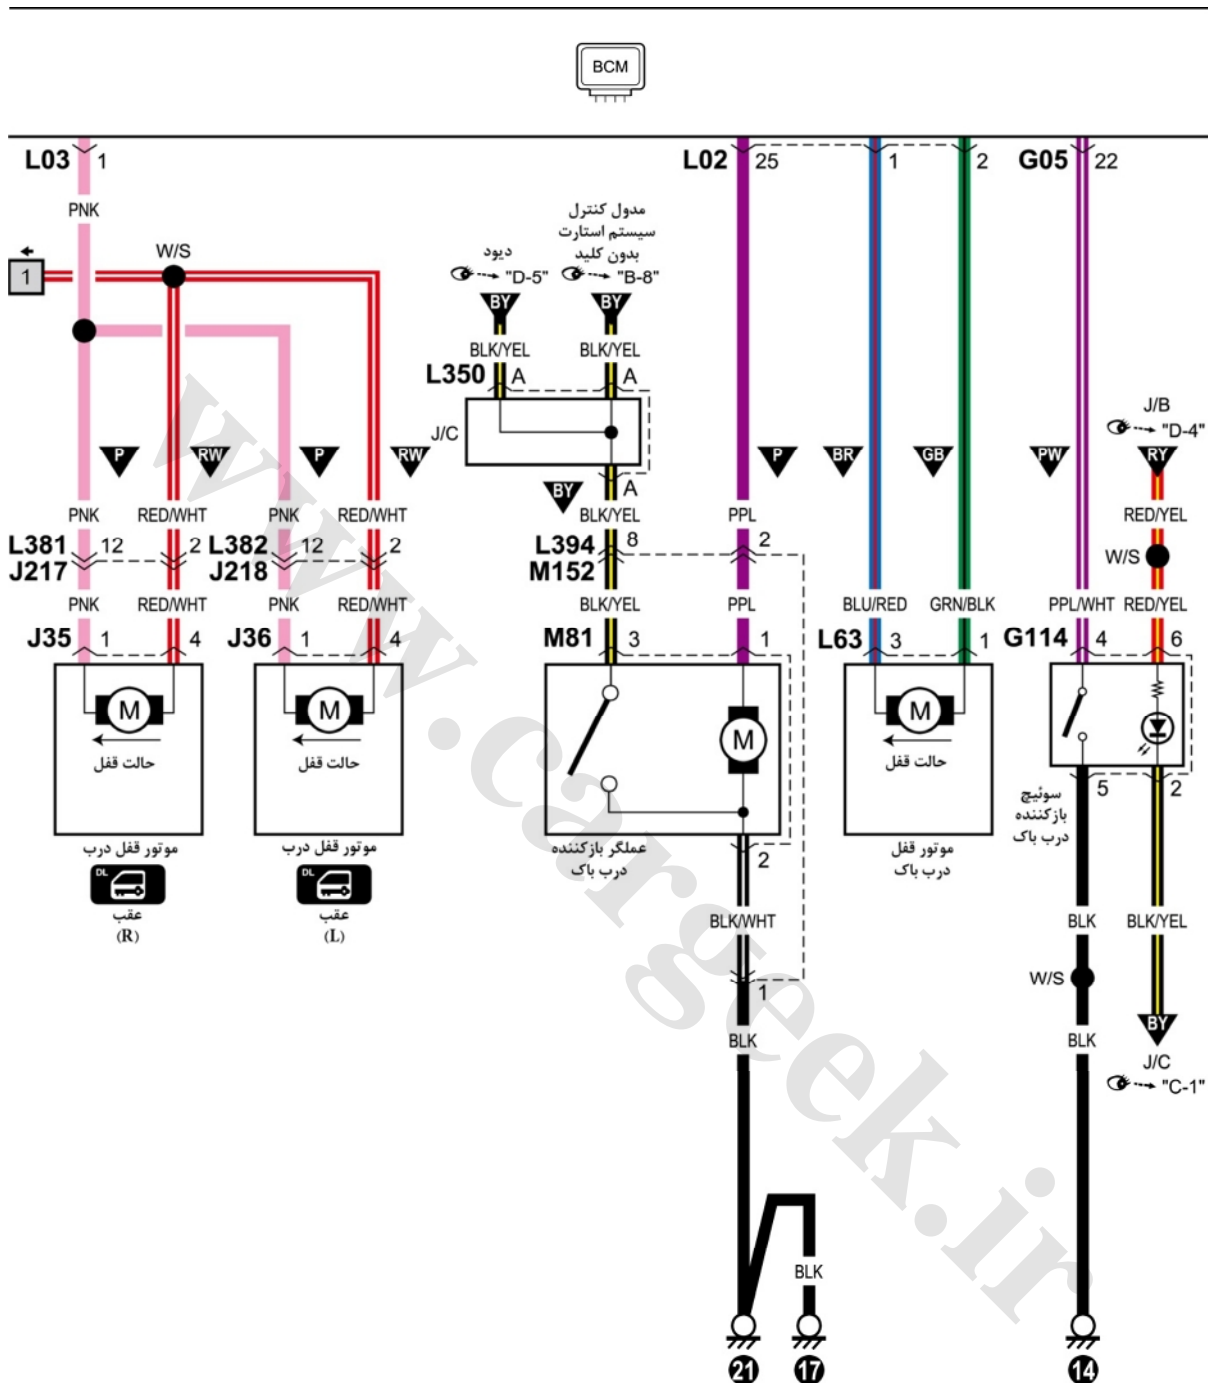 BCM
L03 1
L02 25
1
2
G05 22
PNK
W/S
1
دیود
"D-5"
مدول کنترل
سیستم استارت
بدون کلید
"B-8"
BY
BY
BLK/YEL
BLK/YEL
L350 A
A
J/C
A
J/B
"D-4"
P
RW
P
RW
BY
P
BR
GB
PW
RY
PNK
RED/WHT
PNK
RED/WHT
BLK/YEL
PPL
RED/YEL
L381 12
2
L382 12
2
L394 8
2
W/S
J217
J218
M152
PNK
RED/WHT
PNK
RED/WHT
BLK/YEL
PPL
BLU/RED
GRN/BLK
PPL/WHT
RED/YEL
J35 1
4
J36 1
4
M81 3
1
L63 3
1
G114 4
6
M
حالت قفل
M
حالت قفل
M
M
حالت قفل
5
2
سوئیچ
بازکننده
درب باک
موتور قفل درب
DL
عقب
(R)
موتور قفل درب
DL
عقب
(L)
عملگر بازکننده
درب باک
2
موتور قفل
درب باک
BLK/WHT
BLK
BLK/YEL
W/S
1
BLK
BLK
BY
J/C
"C-1"
BLK
21
17
14
www.cargeek.ir